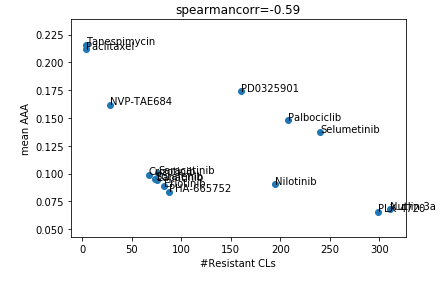 spearmancorr=-0.59
0.225
0.200
0.175
0.150
0.125
0.100
0.075
0.050
mean AAA
Tanespimycin
Paclitaxel
NVP-TAE684
PD0325901
Palbociclib
Selumetinib
Nilotinib
Erlotinib
PHA-665752
PLX-4720
Nutlin-3a
0
50
100
150
200
250
300
#Resistant CLs